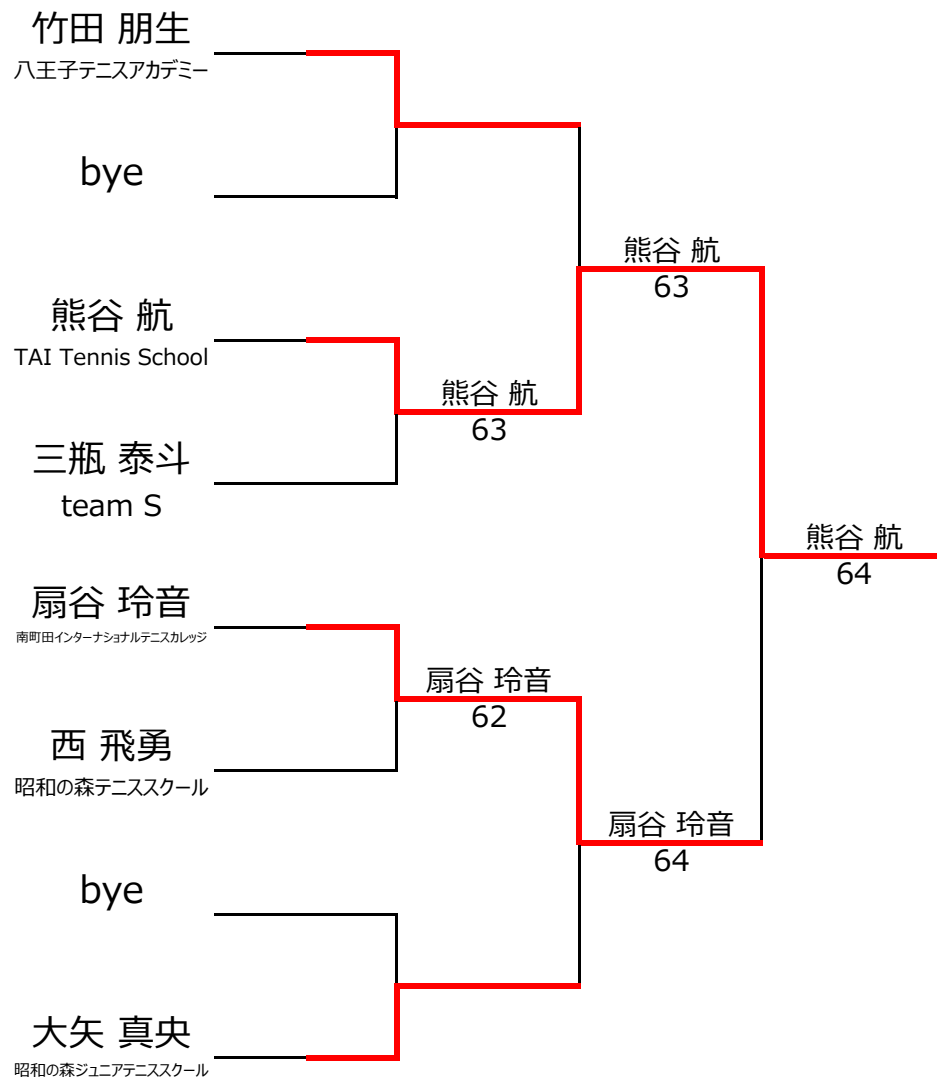 竹田 朋生
八王子テニスアカデミー
bye
熊谷 航
TAI Tennis School
三瓶 泰斗
team S
扇谷 玲音
南町田インターナショナルテニスカレッジ
西 飛勇
昭和の森テニススクール
bye
大矢 真央
昭和の森ジュニアテニススクール
熊谷 航
63
扇谷 玲音
62
熊谷 航
63
扇谷 玲音
64
熊谷 航
64